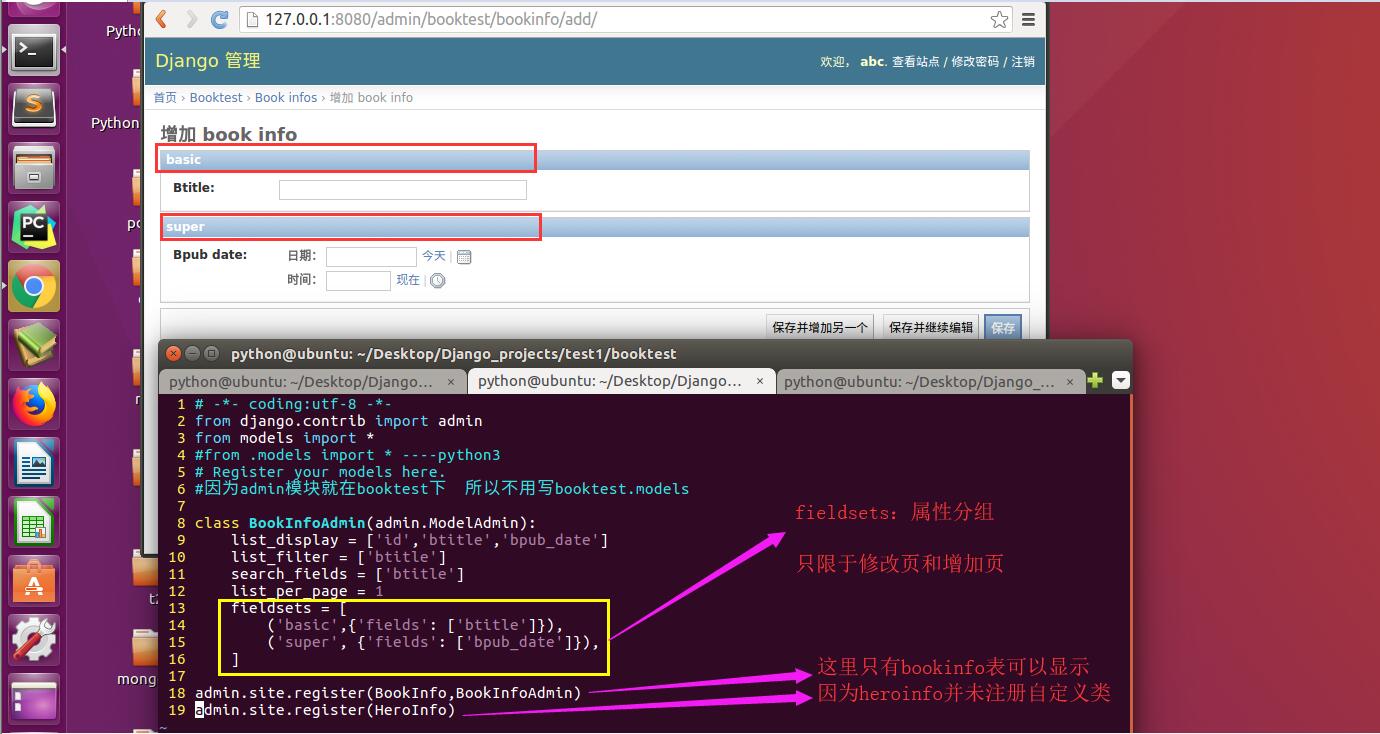 Pyth
Python
pc
mong
t2
127.0.0.1:8080/admin/booktest/bookinfo/add/
Django 管理
欢迎， abc. 查看站点 / 修改密码 / 注销
首页 › Booktest › Book infos › 增加 book info
增加 book info
basic
Btitle:
super
Bpub date: 日期： 今天 |
时间： 现在 |
保存并增加另一个 保存并继续编辑 保存
python@ubuntu: ~/Desktop/Django_projects/test1/booktest
python@ubuntu: ~/Desktop/Django... × python@ubuntu: ~/Desktop/Django... × python@ubuntu: ~/Desktop/Django_... ×
1 # -*- coding:utf-8 -*-
2 from django.contrib import admin
3 from models import *
4 #from .models import * ----python3
5 # Register your models here.
6 #因为admin模块就在booktest下 所以不用写booktest.models
7
8 class BookInfoAdmin(admin.ModelAdmin):
9 list_display = ['id','btitle','bpub_date']
10 list_filter = ['btitle']
11 search_fields = ['btitle']
12 list_per_page = 1
13 fieldsets = [
14 ('basic',{'fields': ['btitle']}),
15 ('super', {'fields': ['bpub_date']}),
16 ]
17
18 admin.site.register(BookInfo,BookInfoAdmin)
19 admin.site.register(HeroInfo)
~
fieldsets：属性分组
只限于修改页和增加页
这里只有bookinfo表可以显示
因为heroinfo并未注册自定义类